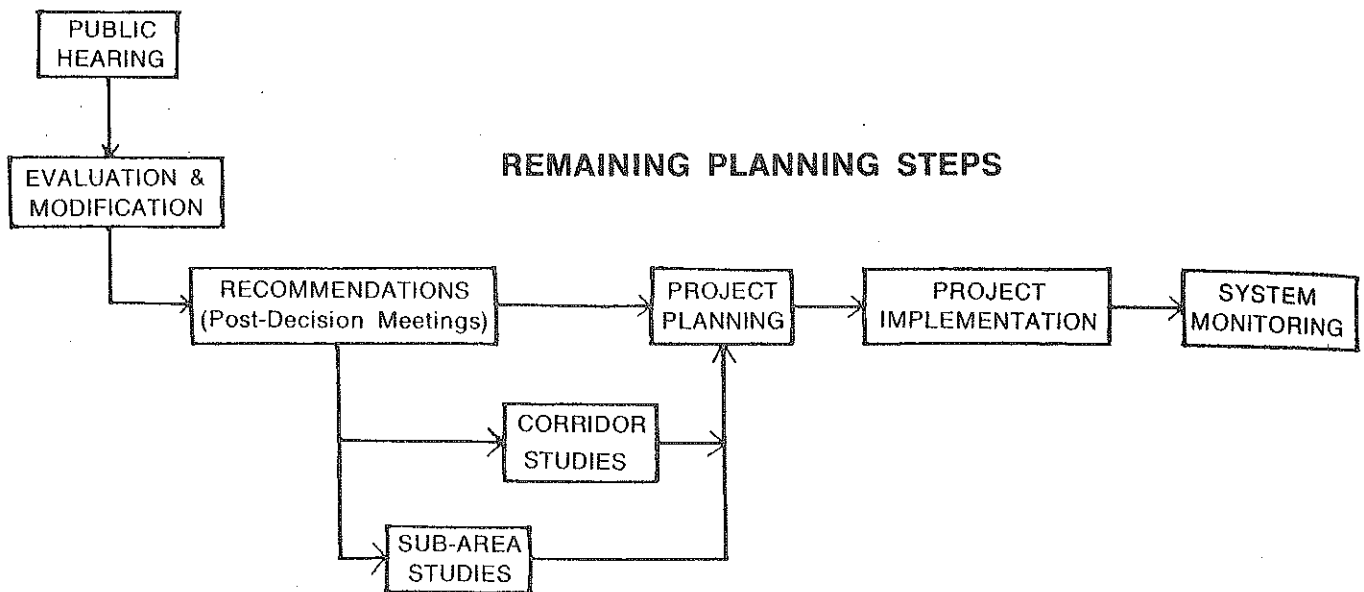 PUBLIC
HEARING
EVALUATION &
MODIFICATION
REMAINING PLANNING STEPS
RECOMMENDATIONS
(Post-Decision Meetings)
PROJECT
PLANNING
PROJECT
IMPLEMENTATION
SYSTEM
MONITORING
CORRIDOR
STUDIES
SUB-AREA
STUDIES